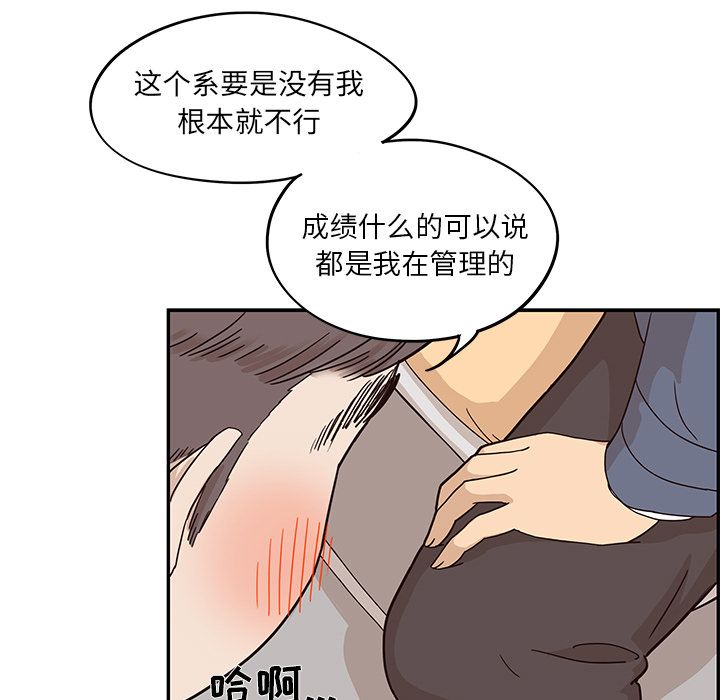 这个系要是没有我
根本就不行
成绩什么的可以说
都是我在管理的
哈啊...